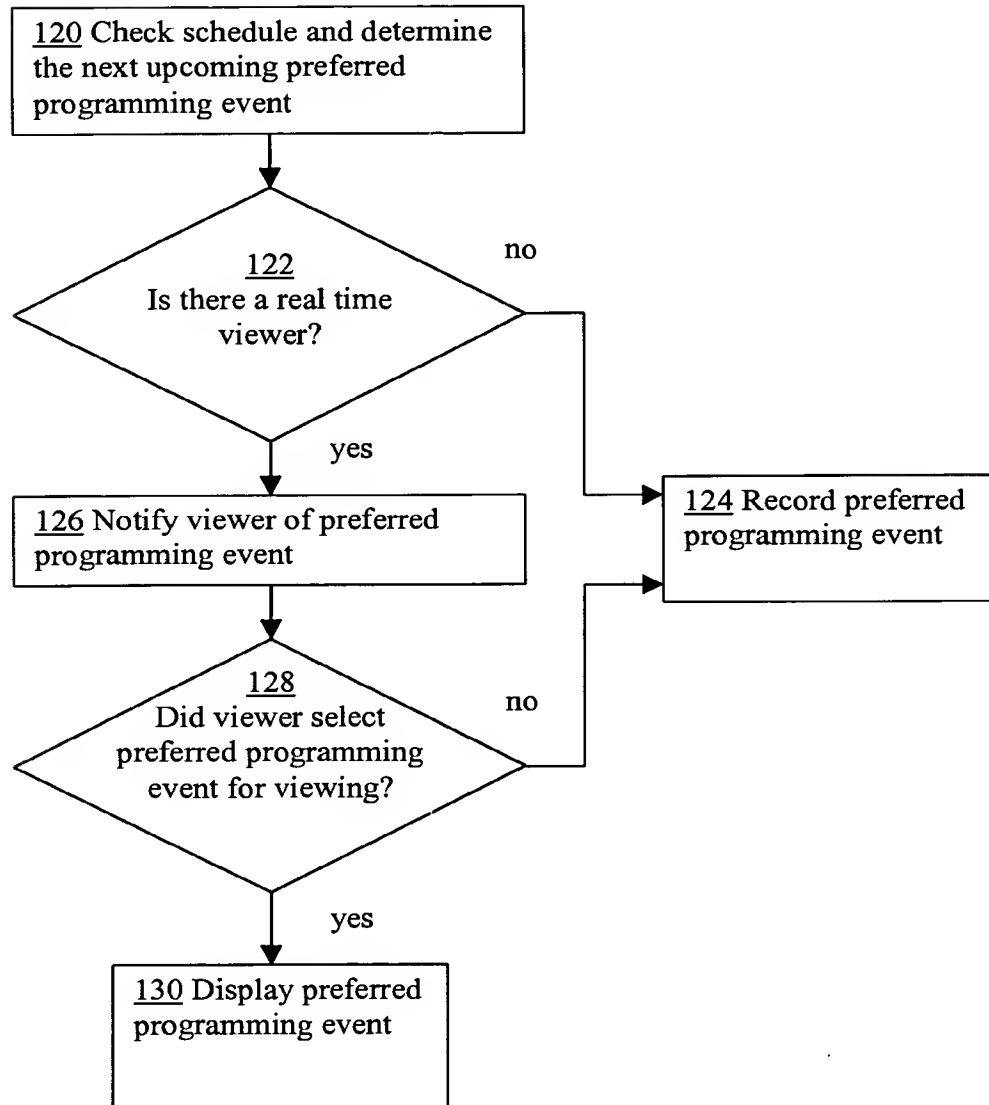 120 Check schedule and determine
the next upcoming preferred
programming event
no
122
Is there a real time
viewer?
yes
124 Record preferred
programming event
126 Notify viewer of preferred
programming event
128
Did viewer select
preferred programming
event for viewing?
no
yes
130 Display preferred
programming event